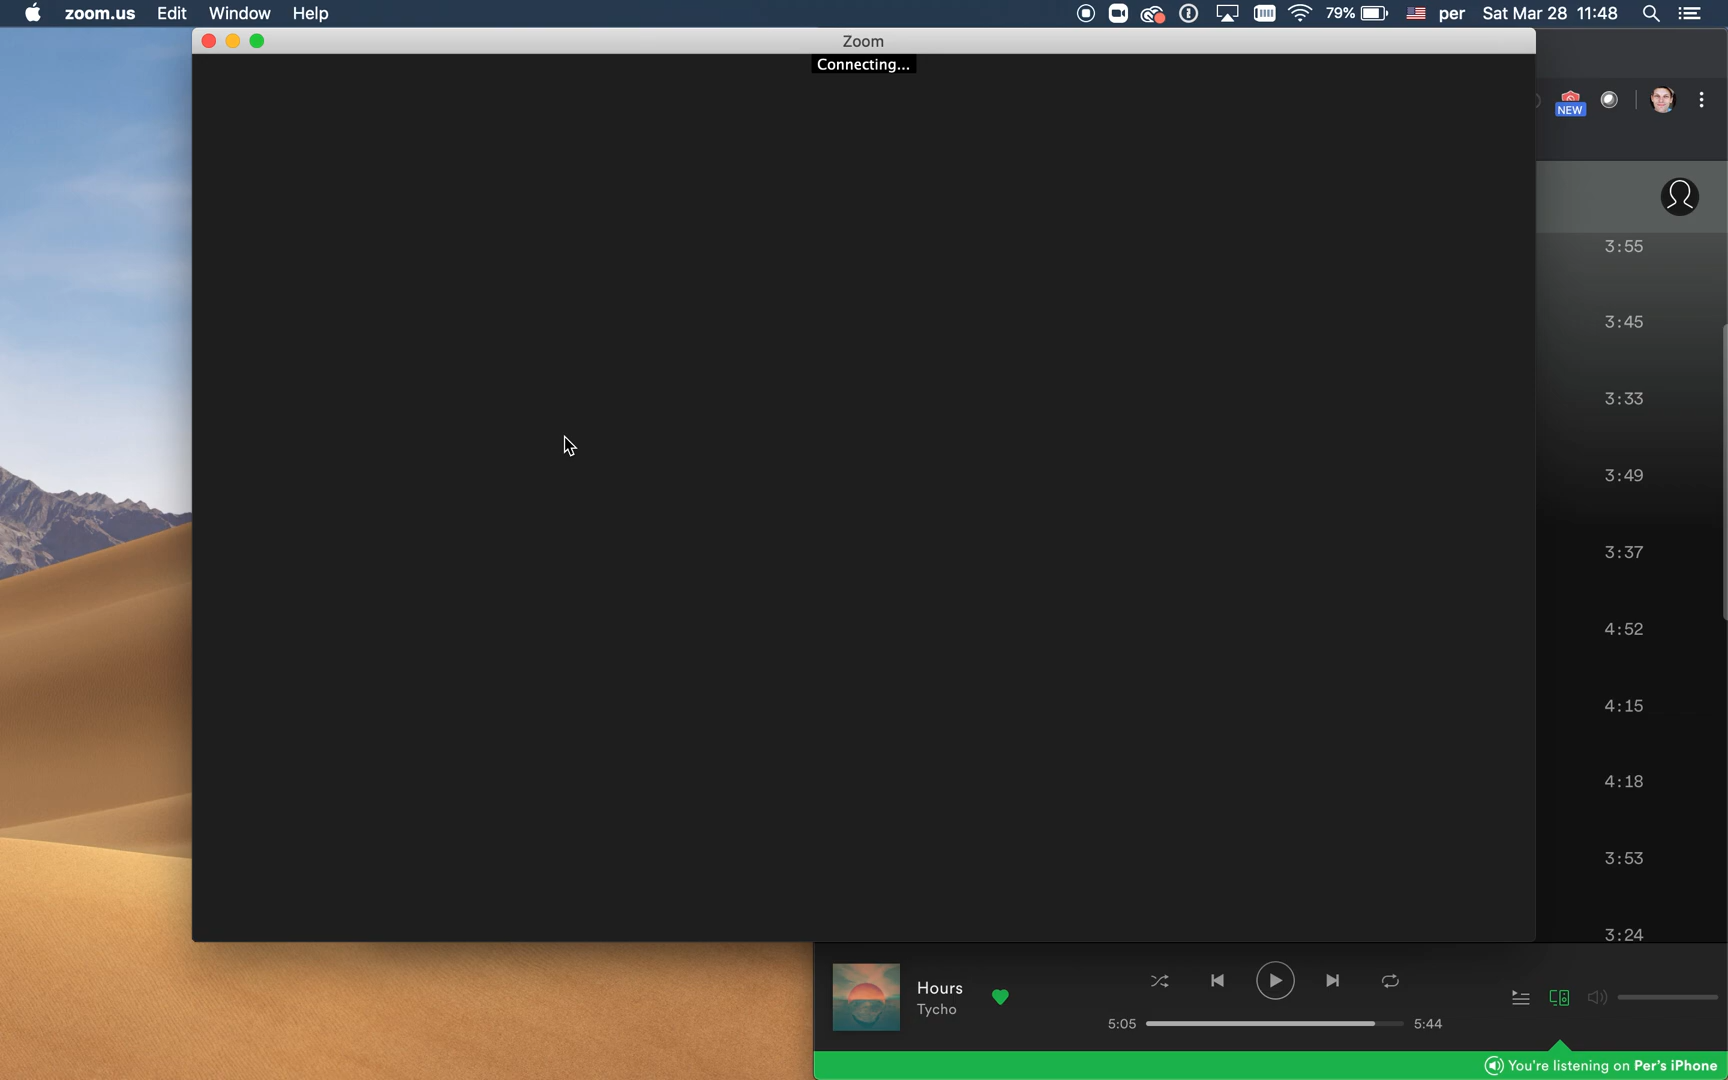 zoom.us Edit Window Help 79% per Sat Mar 28 11:48
Zoom
Connecting...
NEW
3:55
3:45
3:33
3:49
3:37
4:52
4:15
4:18
3:53
3:24
Hours
Tycho
5:05 5:44
You're listening on Per's iPhone